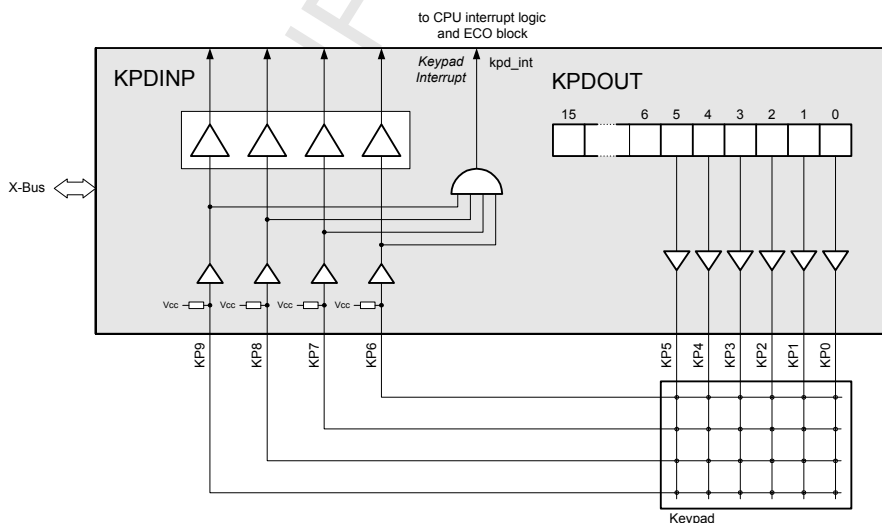 to CPU interrupt logic
and ECO block
KPDINP
Keypad
Interrupt
kpd_int
KPDOUT
15 6 5 4 3 2 1 0
X-Bus
Vcc Vcc Vcc Vcc
KP9 KP8 KP7 KP6 KP5 KP4 KP3 KP2 KP1 KP0
Keypad